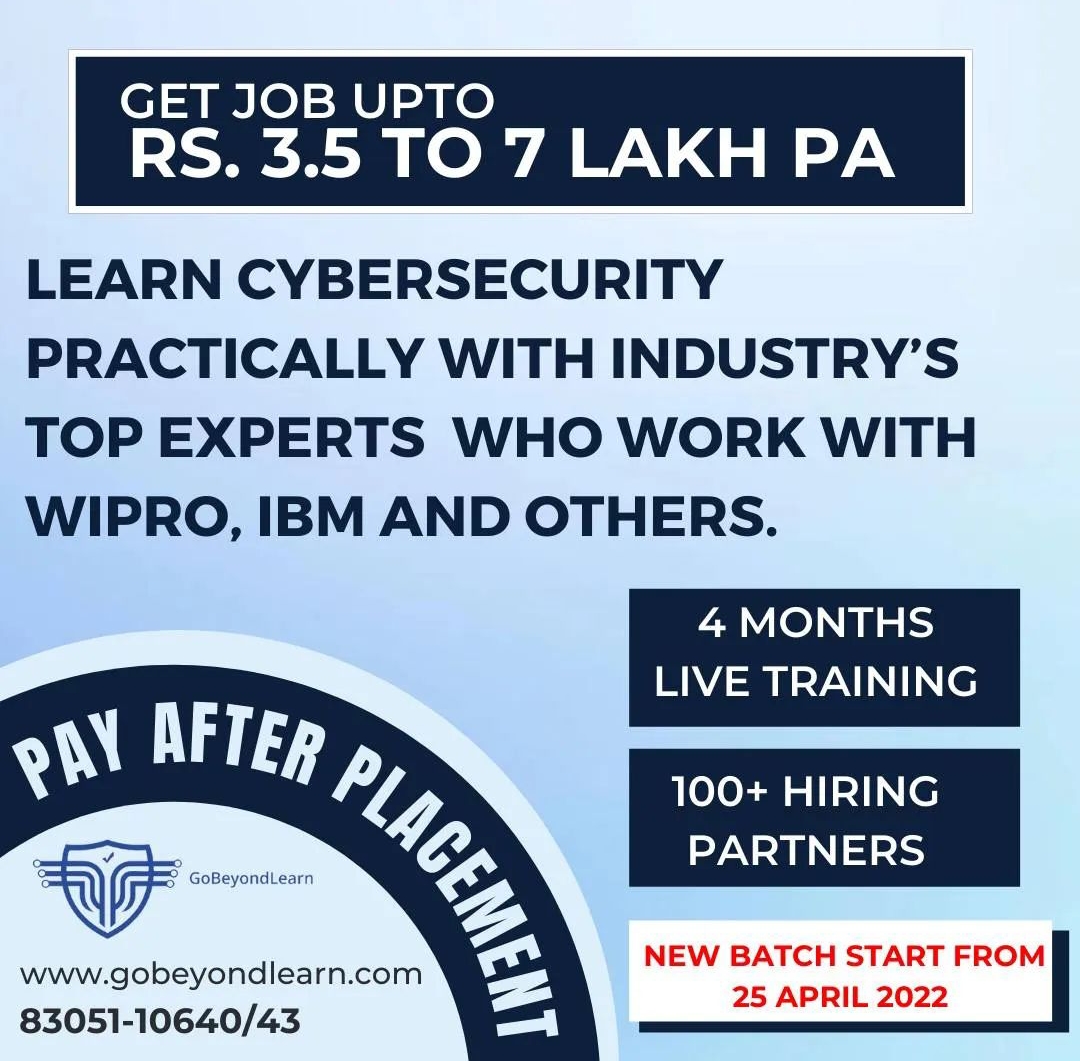 GET JOB UPTO
RS. 3.5 TO 7 LAKH PA
LEARN CYBERSECURITY
PRACTICALLY WITH INDUSTRY’S
TOP EXPERTS WHO WORK WITH
WIPRO, IBM AND OTHERS.
4 MONTHS
LIVE TRAINING
100+ HIRING
PARTNERS
NEW BATCH START FROM
25 APRIL 2022
PAY AFTER PLACEMENT
GoBeyondLearn
www.gobeyondlearn.com
83051-10640/43